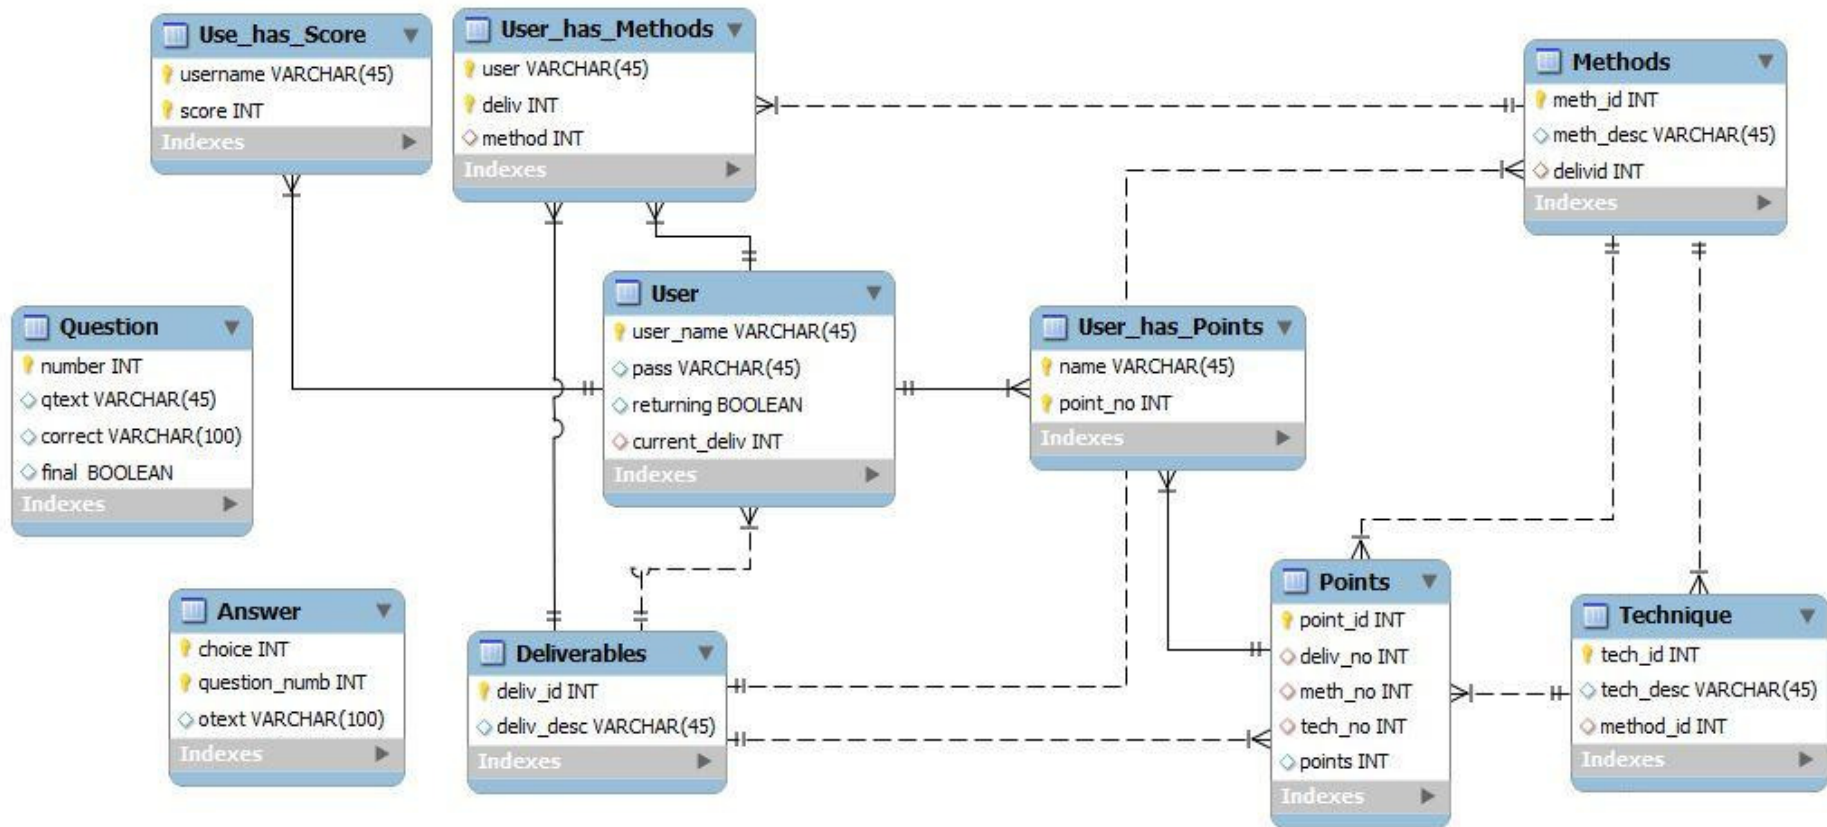 Use_has_Score
username VARCHAR(45)
score INT
Indexes
User_has_Methods
user VARCHAR(45)
deliv INT
method INT
Indexes
Methods
meth_id INT
meth_desc VARCHAR(45)
delivid INT
Indexes
Question
number INT
qtext VARCHAR(45)
correct VARCHAR(100)
final BOOLEAN
Indexes
User
user_name VARCHAR(45)
pass VARCHAR(45)
returning BOOLEAN
current_deliv INT
Indexes
User_has_Points
name VARCHAR(45)
point_no INT
Indexes
Answer
choice INT
question_numb INT
otext VARCHAR(100)
Indexes
Deliverables
deliv_id INT
deliv_desc VARCHAR(45)
Indexes
Points
point_id INT
deliv_no INT
meth_no INT
tech_no INT
points INT
Indexes
Technique
tech_id INT
tech_desc VARCHAR(45)
method_id INT
Indexes